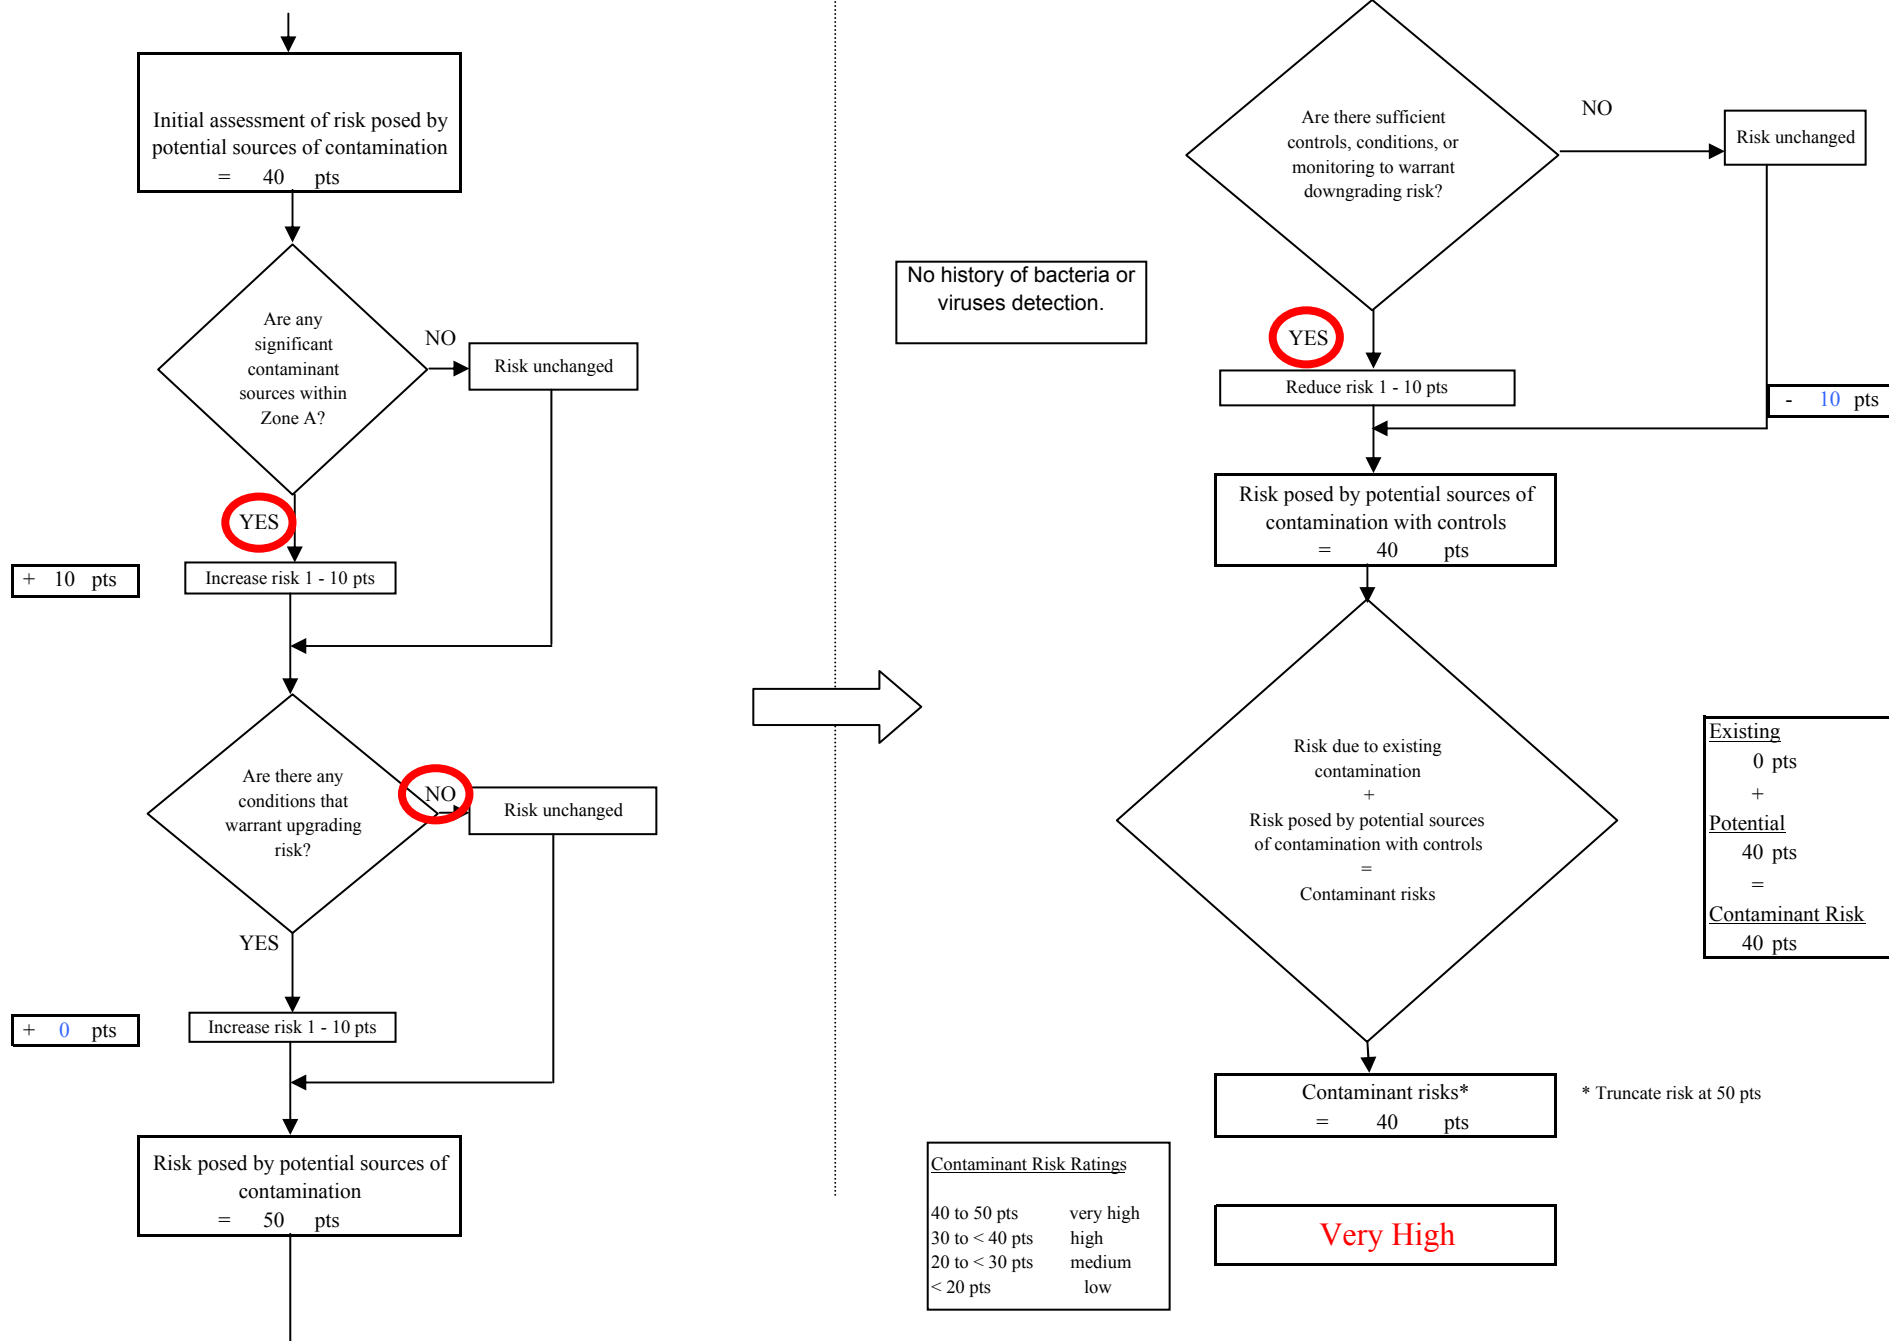 Initial assessment of risk posed by
potential sources of contamination
= 40 pts
Are any
significant
contaminant
sources within
Zone A?
NO
Risk unchanged
YES
+ 10 pts
Increase risk 1 - 10 pts
Are there any
conditions that
warrant upgrading
risk?
NO
Risk unchanged
YES
+ 0 pts
Increase risk 1 - 10 pts
Risk posed by potential sources of
contamination
= 50 pts
Are there sufficient
controls, conditions, or
monitoring to warrant
downgrading risk?
NO
Risk unchanged
No history of bacteria or
viruses detection.
YES
Reduce risk 1 - 10 pts
- 10 pts
Risk posed by potential sources of
contamination with controls
= 40 pts
Risk due to existing
contamination
+
Risk posed by potential sources
of contamination with controls
=
Contaminant risks
Existing
0 pts
+
Potential
40 pts
=
Contaminant Risk
40 pts
Contaminant risks*
= 40 pts
* Truncate risk at 50 pts
Contaminant Risk Ratings
40 to 50 pts very high
30 to < 40 pts high
20 to < 30 pts medium
< 20 pts low
Very High